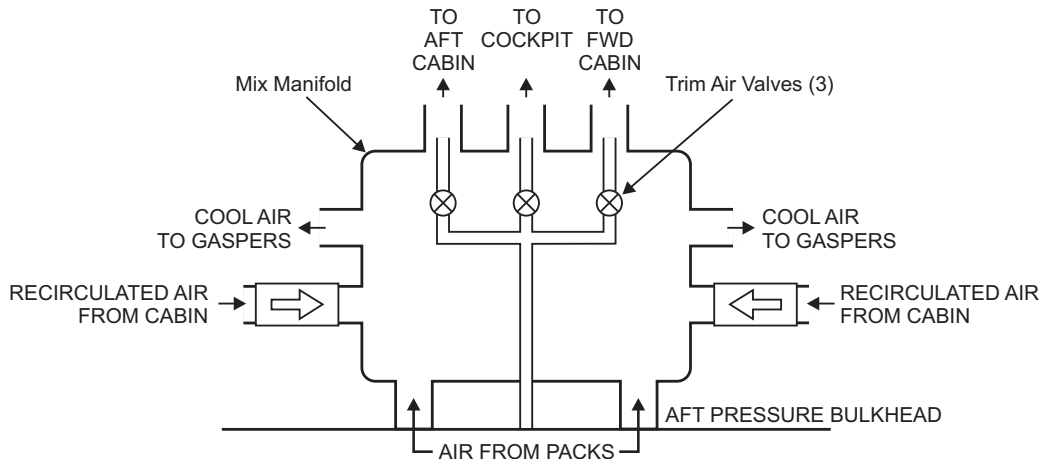 TO
AFT
CABIN
TO
COCKPIT
TO
FWD
CABIN
Mix Manifold
Trim Air Valves (3)
COOL AIR
TO GASPERS
COOL AIR
TO GASPERS
RECIRCULATED AIR
FROM CABIN
RECIRCULATED AIR
FROM CABIN
AFT PRESSURE BULKHEAD
AIR FROM PACKS